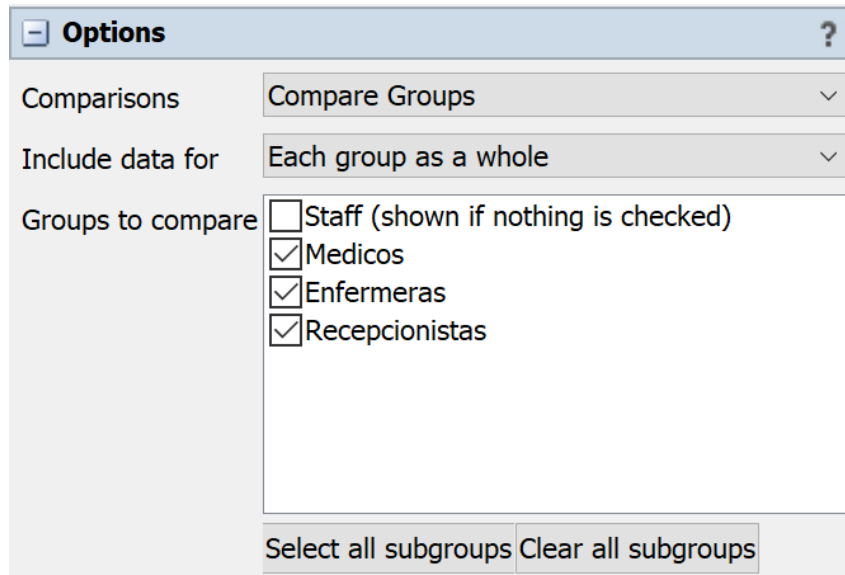 Options ?
Comparisons Compare Groups
Include data for Each group as a whole
Groups to compare Staff (shown if nothing is checked)
Medicos
Enfermeras
Recepcionistas
Select all subgroups Clear all subgroups